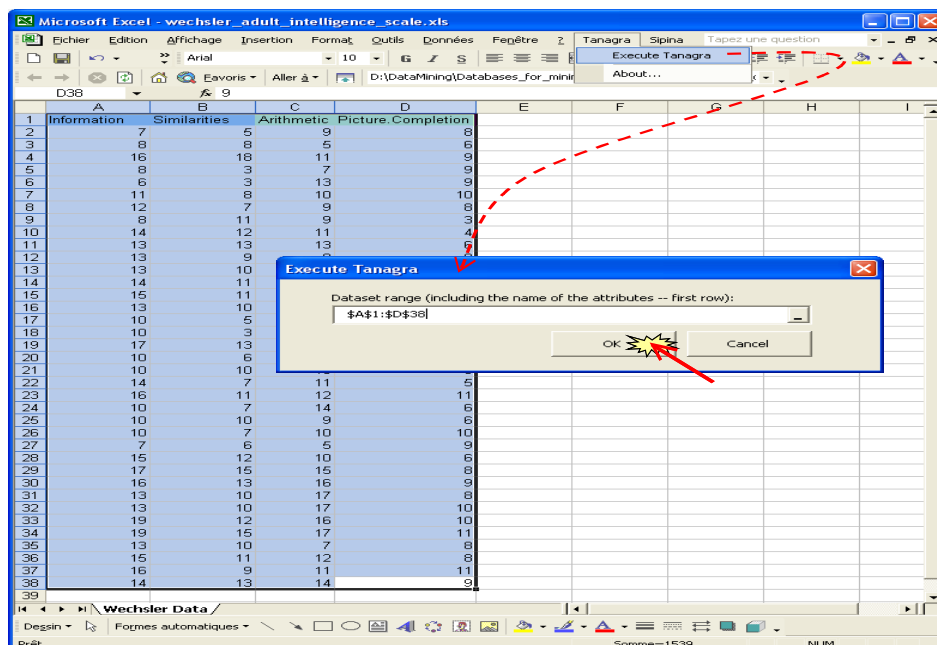 Microsoft Excel - wechsler_adult_intelligence_scale.xls
Fichier Edition Affichage Insertion Format Outils Données Fenêtre ? Tanagra Sipina Tapez une question
Arial 10 G I S Execute Tanagra
Favoris Aller à D:\DataMining\Databases_for_minin About...
D38 fx 9
A B C D E F G H I
1 Information Similarities Arithmetic Picture.Completion
2 7 5 9 8
3 8 8 5 6
4 16 18 11 9
5 8 3 7 9
6 6 3 13 9
7 11 8 10 10
8 12 7 9 8
9 8 11 9 3
10 14 12 11 4
11 13 13 13 6
12 13 9
13 13 10
14 14 11
15 15 11
16 13 10
17 10 5
18 10 3
19 17 13
20 10 6
21 10 10
Execute Tanagra
Dataset range (including the name of the attributes -- first row):
$A$1:$D$38
OK Cancel
22 14 7 11 5
23 16 11 12 11
24 10 7 14 6
25 10 10 9 6
26 10 7 10 10
27 7 6 5 9
28 15 12 10 6
29 17 15 15 8
30 16 13 16 9
31 13 10 17 8
32 13 10 17 10
33 19 12 16 10
34 19 15 17 11
35 13 10 7 8
36 15 11 12 8
37 16 9 11 11
38 14 13 14 9
39
Wechsler Data
Dessin Formes automatiques
Prêt Somme=1539 NUM